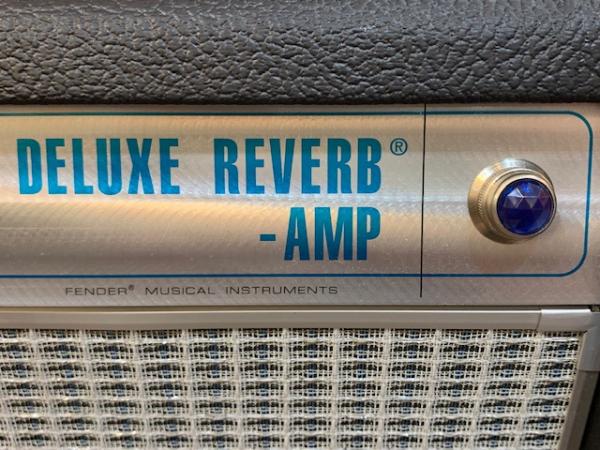 DELUXE REVERB®
-AMP
FENDER® MUSICAL INSTRUMENTS